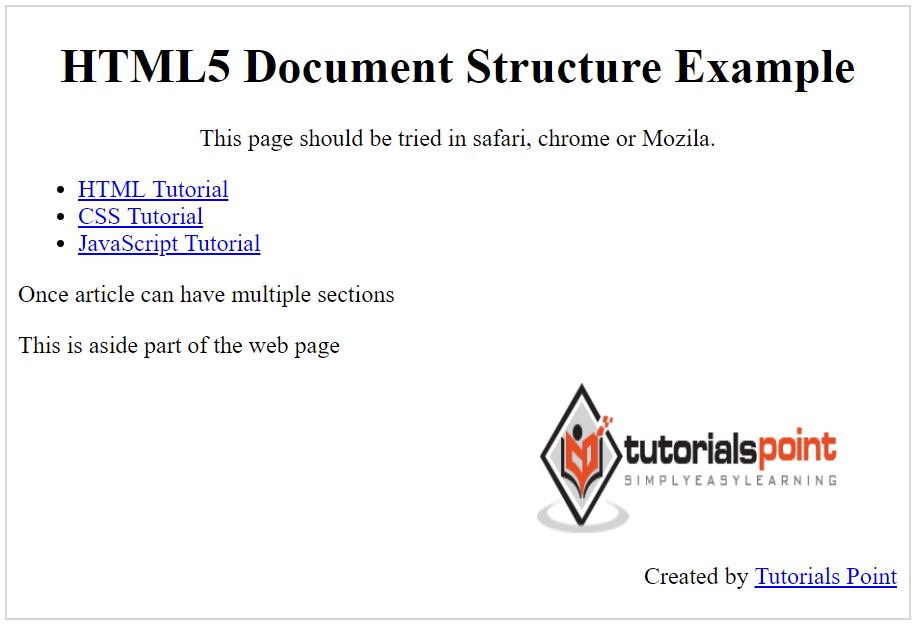 HTML5 Document Structure Example
This page should be tried in safari, chrome or Mozila.
HTML Tutorial
CSS Tutorial
JavaScript Tutorial
Once article can have multiple sections
This is aside part of the web page
tutorialspoint
SIMPLYEASYLEARNING
Created by Tutorials Point